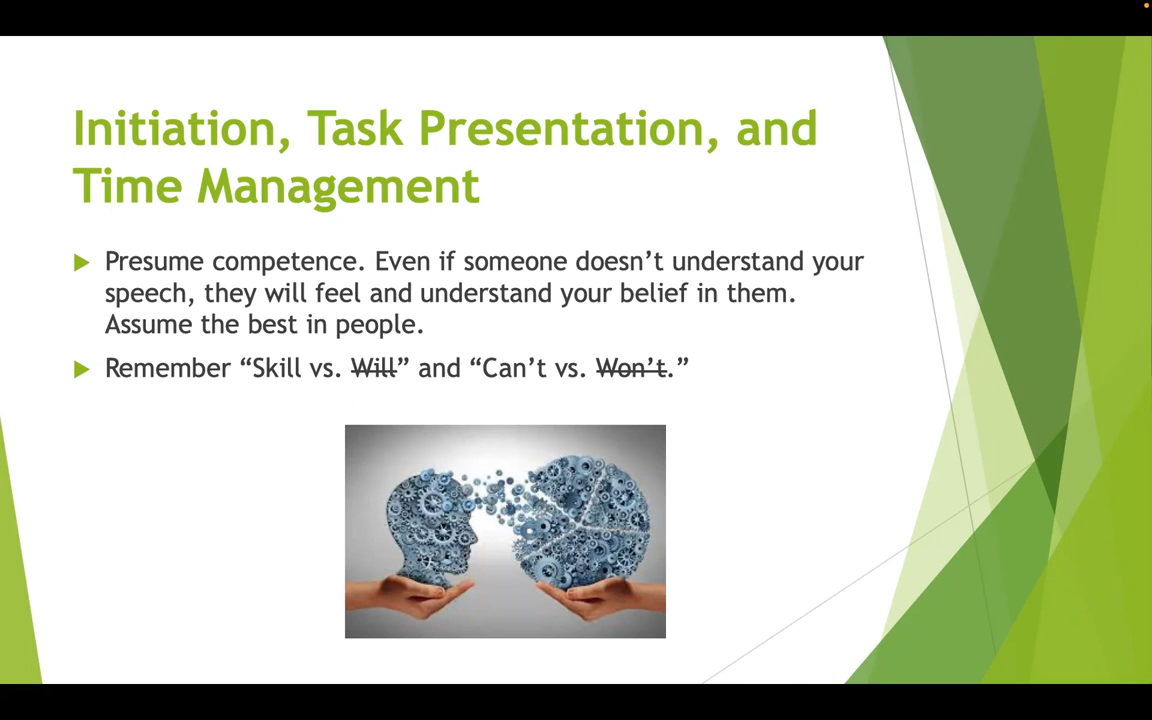 Initiation, Task Presentation, and
Time Management
Presume competence. Even if someone doesn’t understand your
speech, they will feel and understand your belief in them.
Assume the best in people.
Remember “Skill vs. Will” and “Can’t vs. Won’t.”